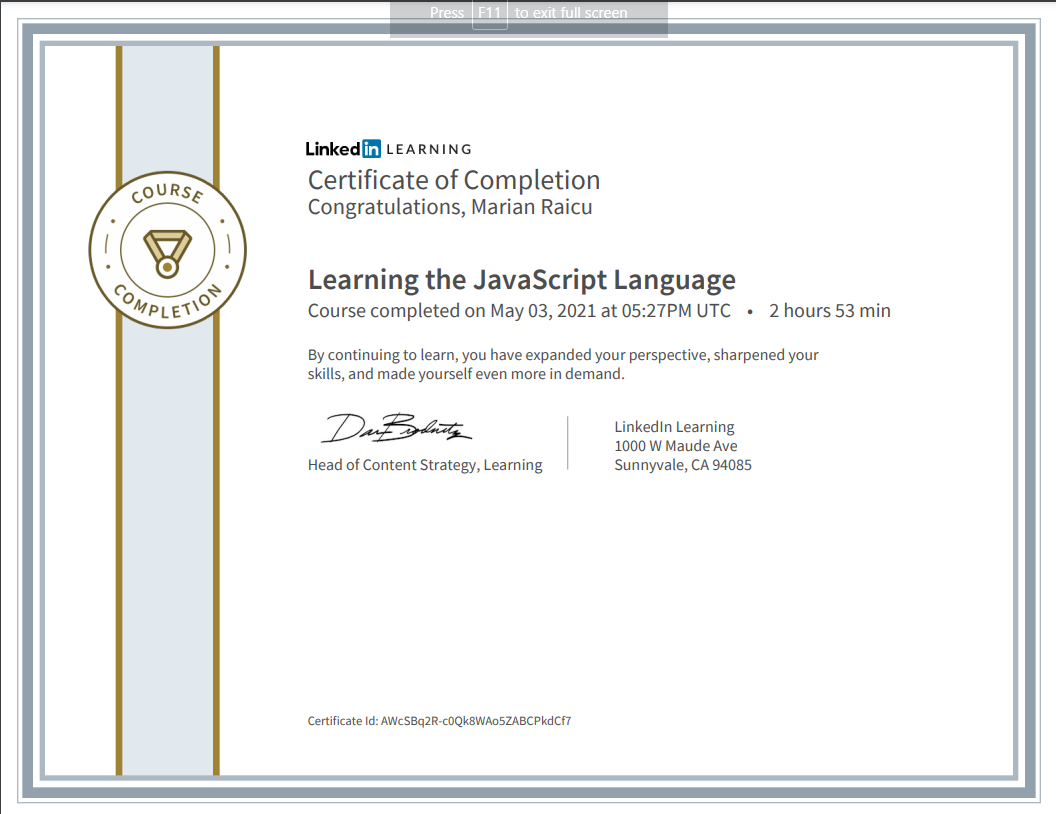 Press F11 to exit full screen
Linked in LEARNING
Certificate of Completion
Congratulations, Marian Raicu
COURSE
COMPLETION
Learning the JavaScript Language
Course completed on May 03, 2021 at 05:27PM UTC • 2 hours 53 min
By continuing to learn, you have expanded your perspective, sharpened your
skills, and made yourself even more in demand.
Head of Content Strategy, Learning
LinkedIn Learning
1000 W Maude Ave
Sunnyvale, CA 94085
Certificate Id: AWcSBq2R-c0Qk8WAo5ZABCPkdCf7